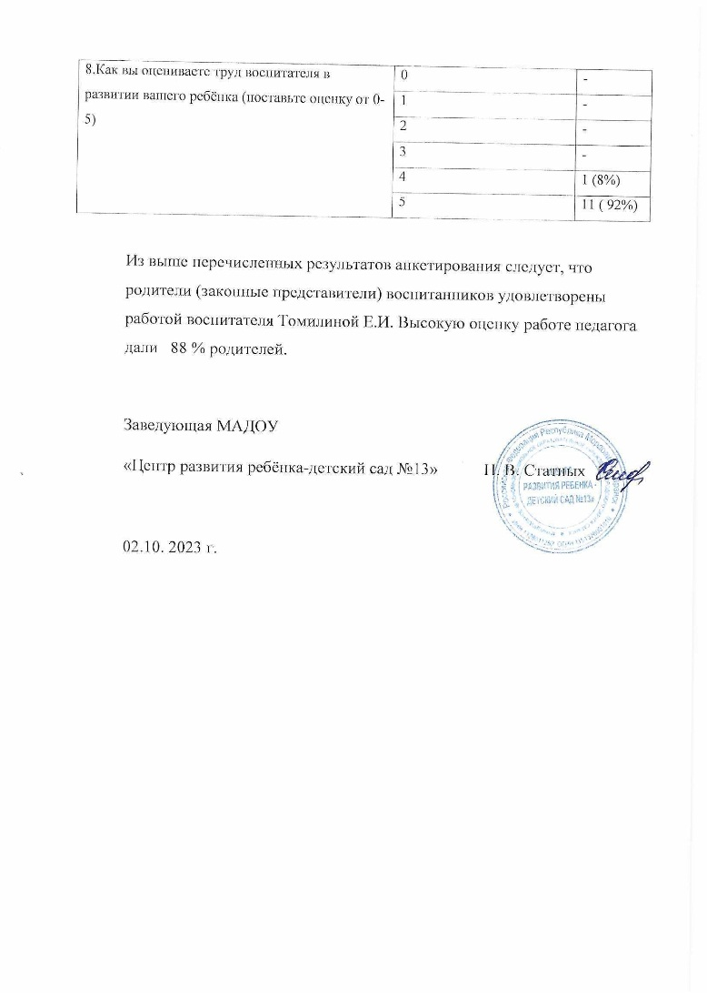 8.Как вы оцениваете труд воспитателя в
развитии вашего ребёнка (поставьте оценку от 0-
5)
0 -
1 -
2 -
3 -
4 1 (8%)
5 11 ( 92%)
Из выше перечисленных результатов анкетирования следует, что
родители (законные представители) воспитанников удовлетворены
работой воспитателя Томилиной Е.И. Высокую оценку работе педагога
дали 88 % родителей.
Заведующая МАДОУ
«Центр развития ребёнка-детский сад №13» В. Статных
РАЗВИТИЯ РЕБЕНКА -
ДЕТСКИЙ САД №13»
Республика
02.10. 2023 г.